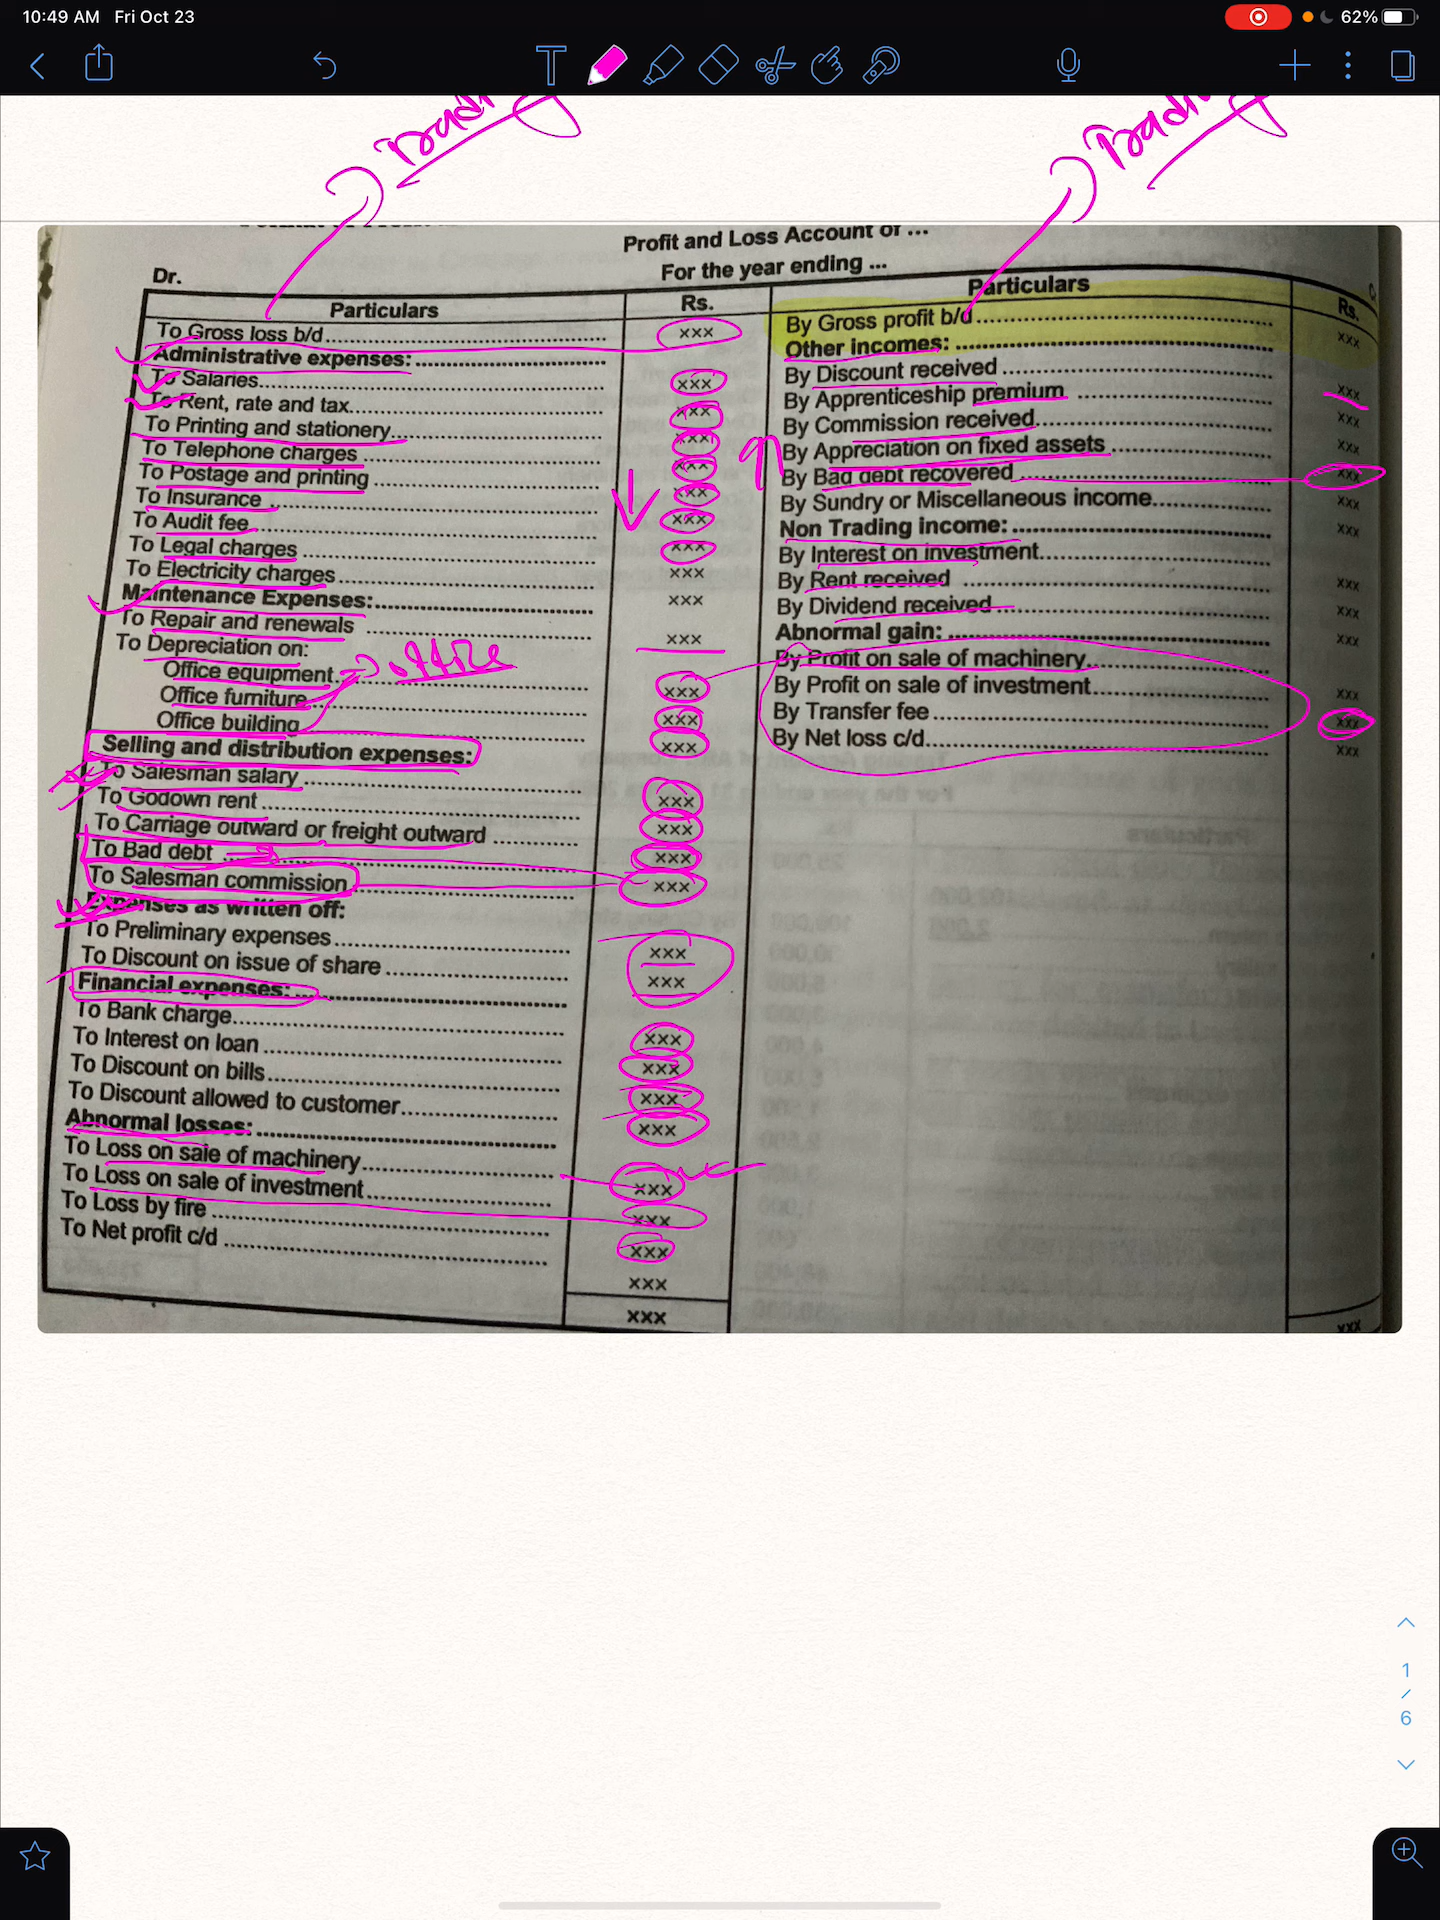 10:49 AM Fri Oct 23
62%
Trading
Trading
Profit and Loss Account of ...
For the year ending ...
Dr.
Particulars
Rs.
To Gross loss b/d
xxx
Administrative expenses:
To Salaries
xxx
To Rent, rate and tax
xxx
To Printing and stationery
xxx
To Telephone charges
xxx
To Postage and printing
xxx
To Insurance
xxx
To Audit fee
xxx
To Legal charges
xxx
To Electricity charges
xxx
Maintenance Expenses:
To Repair and renewals
xxx
To Depreciation on:
office
Office equipment
xxx
Office furniture
xxx
Office building
xxx
Selling and distribution expenses:
To Salesman salary
xxx
To Godown rent
xxx
To Carriage outward or freight outward
xxx
To Bad debt
xxx
To Salesman commission
Expenses as written off:
To Preliminary expenses
xxx
To Discount on issue of share
xxx
Financial expenses:
To Bank charge
xxx
To Interest on loan
xxx
To Discount on bills
xxx
To Discount allowed to customer
xxx
Abnormal losses:
To Loss on sale of machinery
xxx
To Loss on sale of investment
xxx
To Loss by fire
xxx
To Net profit c/d
xxx
xxx
Particulars
Rs.
By Gross profit b/d
xxx
Other incomes:
By Discount received
xxx
By Apprenticeship premium
xxx
By Commission received
xxx
By Appreciation on fixed assets
xxx
By Bad debt recovered
xxx
By Sundry or Miscellaneous income
xxx
Non Trading income:
By Interest on investment
xxx
By Rent received
xxx
By Dividend received
xxx
Abnormal gain:
By Profit on sale of machinery
xxx
By Profit on sale of investment
xxx
By Transfer fee
xxx
By Net loss c/d
xxx
1
/
6